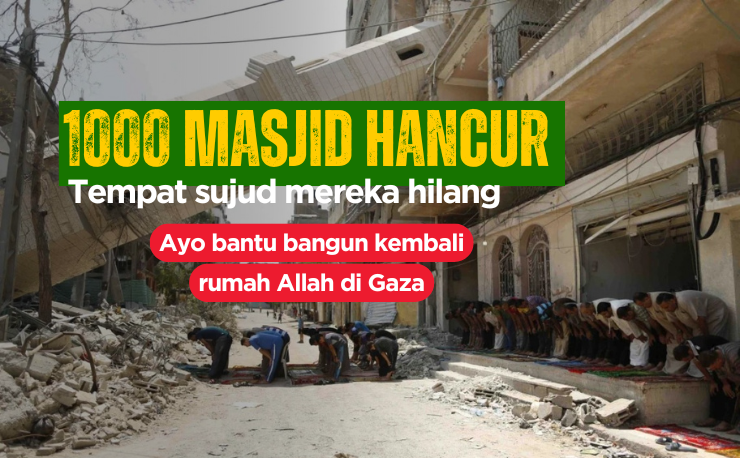 1000 MASJID HANCUR
Tempat sujud mereka hilang
Ayo bantu bangun kembali
rumah Allah di Gaza